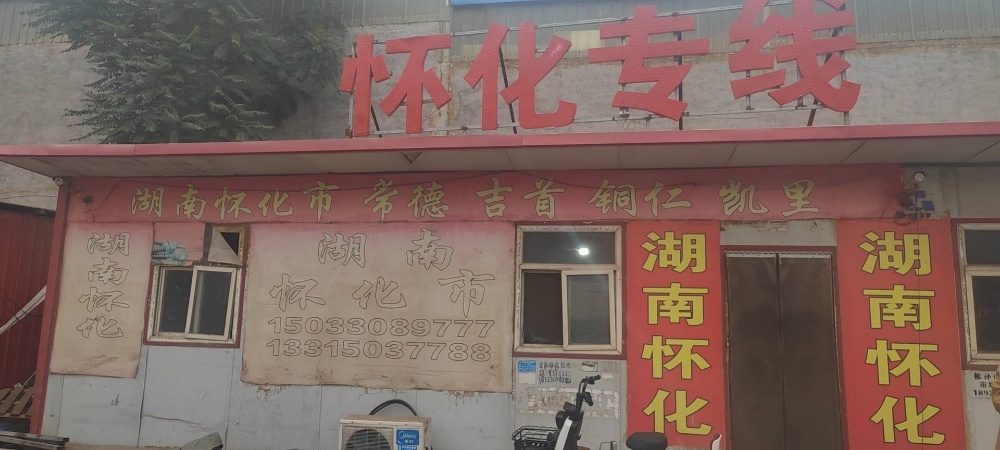 怀化专线
湖南怀化市 常德 吉首 铜仁 凯里
湖南怀化
湖南
怀化市
15033089777
13315037788
湖南怀化
湖南怀化
Midea